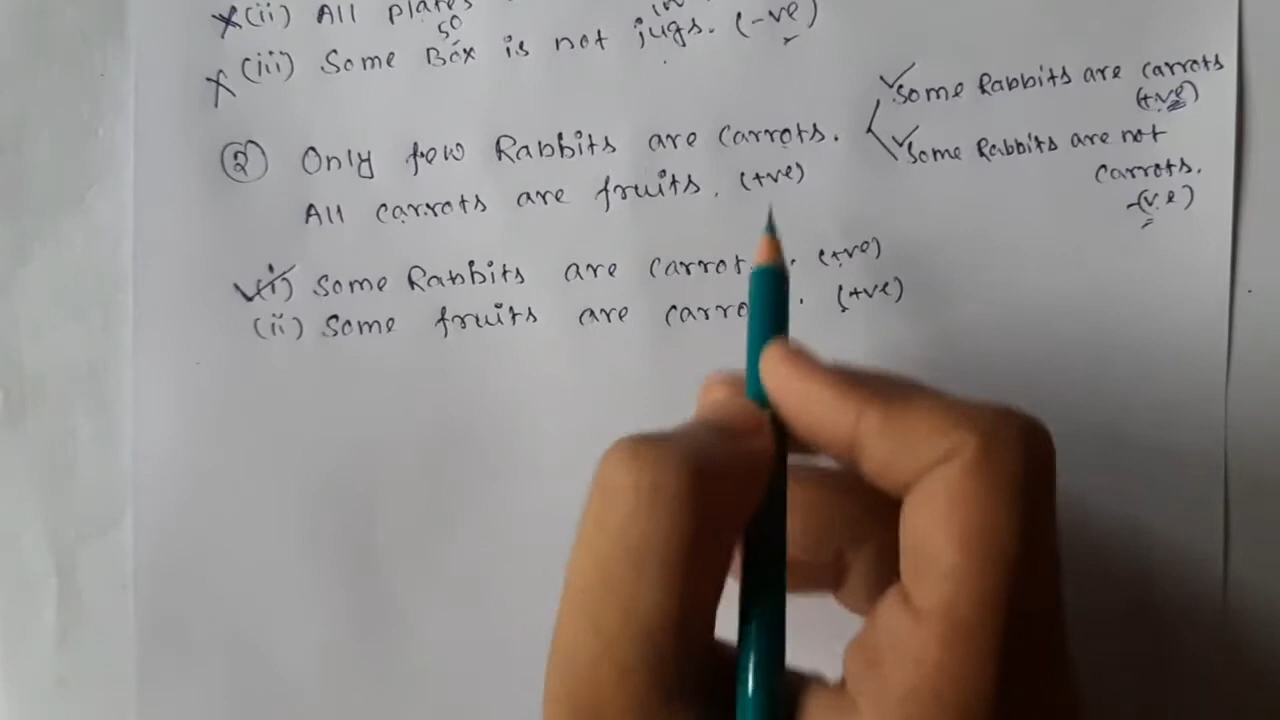 (ii) All plates
so in
(iii) Some Box is not jugs. (-ve)
(2) Only few Rabbits are carrots.
All carrots are fruits. (+ve)
Some Rabbits are carrots
(+ve)
Some Rabbits are not
carrots.
(-ve)
(i) Some Rabbits are carrot . (+ve)
(ii) Some fruits are carro . (+ve)